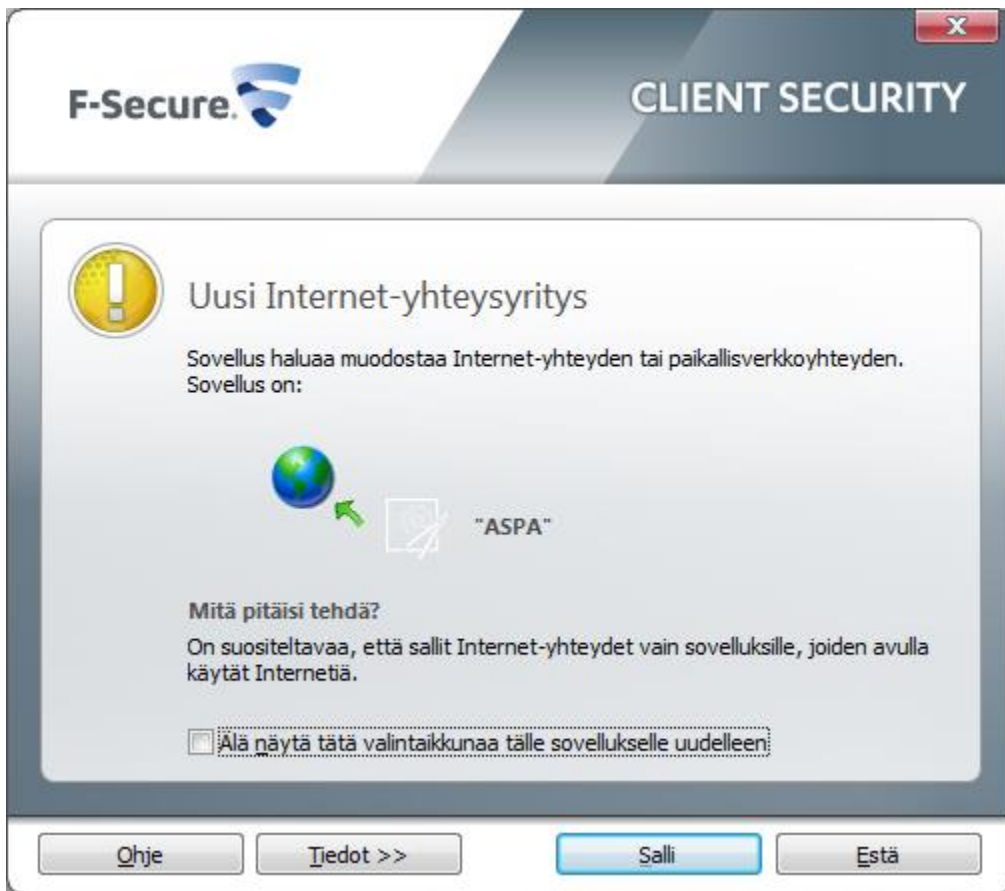 F-Secure.
CLIENT SECURITY
Uusi Internet-yhteysyritys
Sovellus haluaa muodostaa Internet-yhteyden tai paikallisverkkoyhteyden.
Sovellus on:
"ASPA"
Mitä pitäisi tehdä?
On suositeltavaa, että sallit Internet-yhteydet vain sovelluksille, joiden avulla
käytät Internetiä.
Älä näytä tätä valintaikkunaa tälle sovellukselle uudelleen
Ohje
Tiedot >>
Salli
Estä